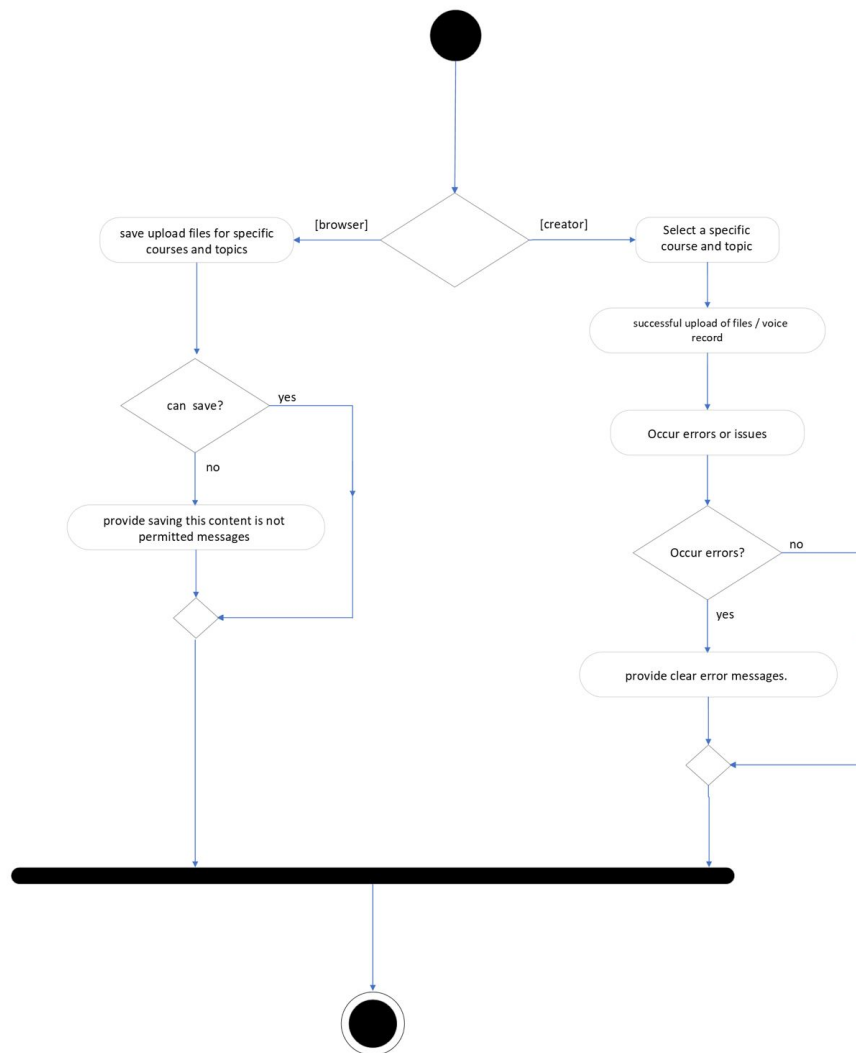 [browser]
[creator]
save upload files for specific
courses and topics
Select a specific
course and topic
successful upload of files / voice
record
can save?
yes
Occur errors or issues
no
provide saving this content is not
permitted messages
Occur errors?
no
yes
provide clear error messages.